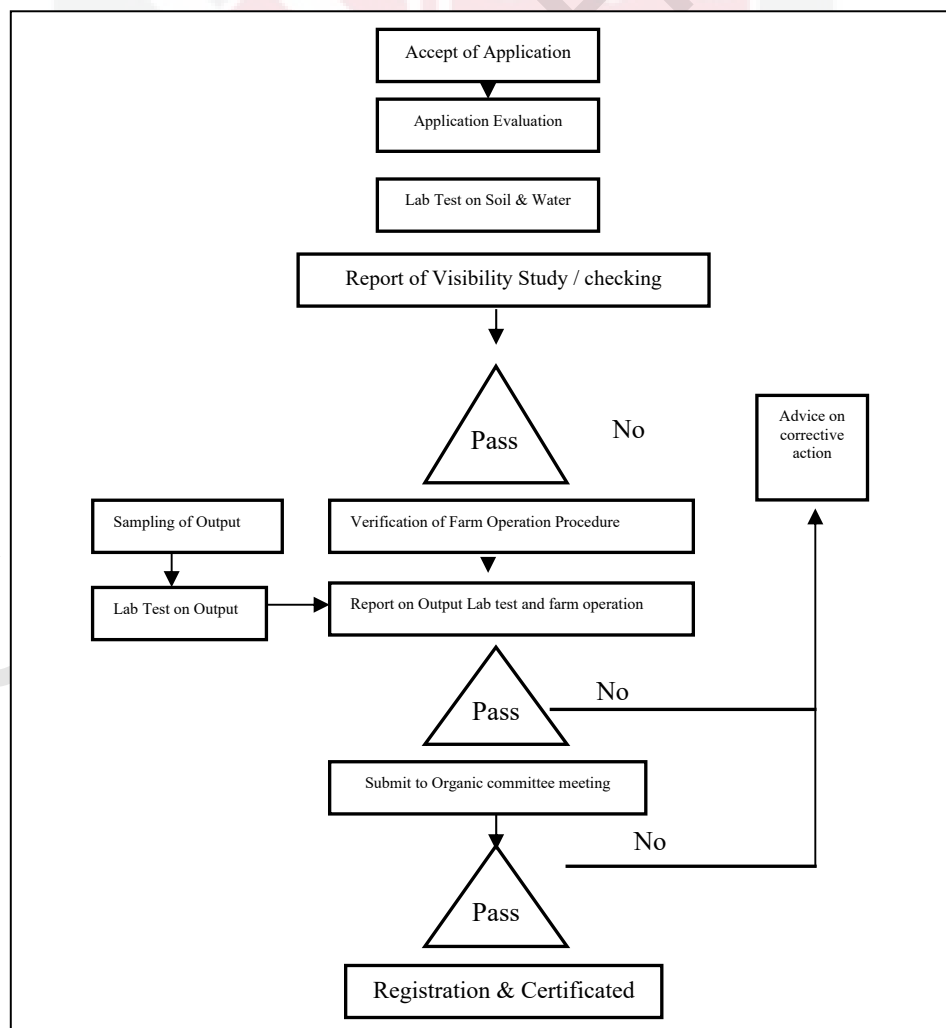 Accept of Application
Application Evaluation
Lab Test on Soil & Water
Report of Visibility Study / checking
Pass
No
Advice on
corrective
action
Sampling of Output
Verification of Farm Operation Procedure
Lab Test on Output
Report on Output Lab test and farm operation
Pass
No
Submit to Organic committee meeting
No
Pass
Registration & Certificated